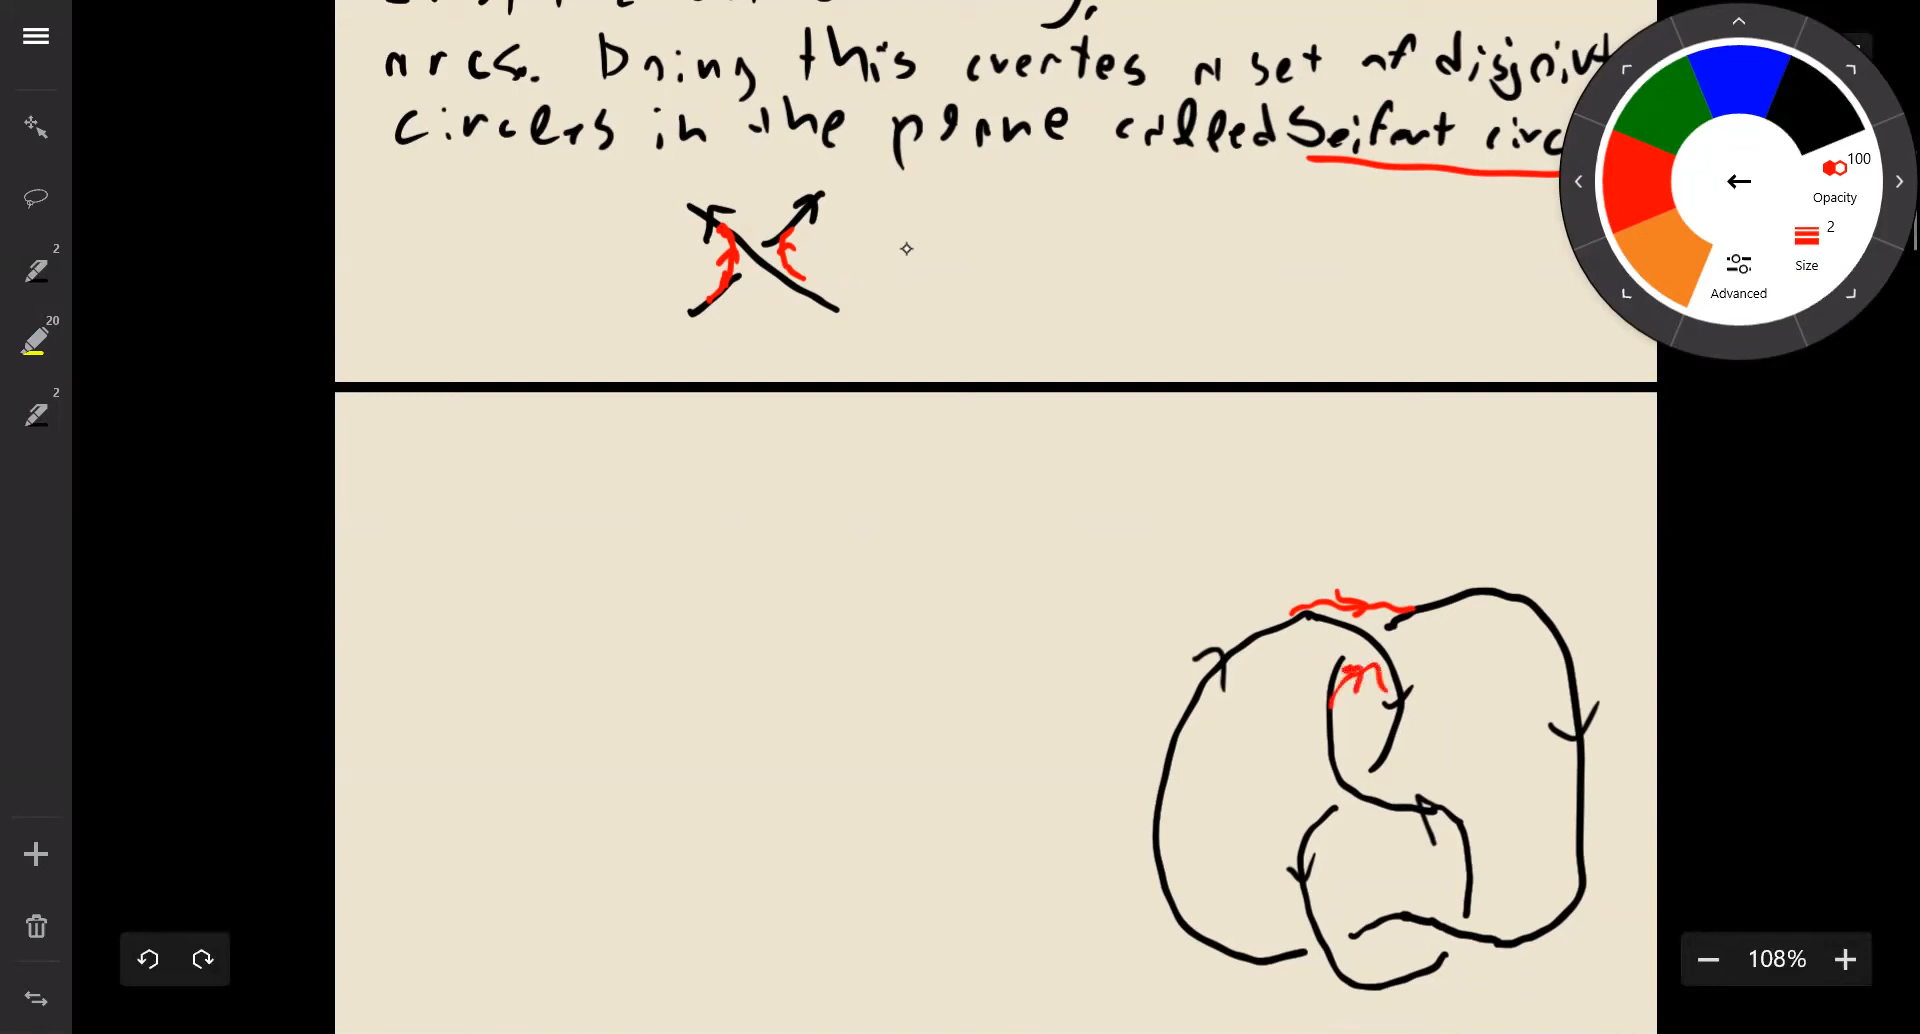 arcs. Doing this creates a set of disjoint
circles in the plane called Seifert circ
100
Opacity
2
Size
Advanced
2
20
2
108%